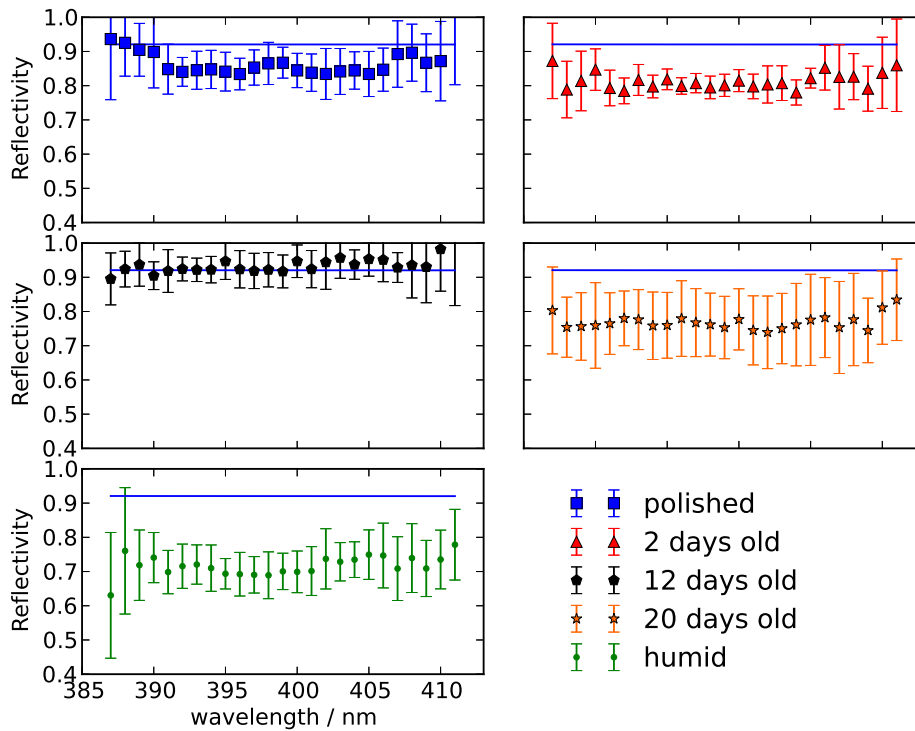 1.0
0.9
0.8
0.7
0.6
0.5
0.4
Reflectivity
1.0
0.9
0.8
0.7
0.6
0.5
0.4
Reflectivity
1.0
0.9
0.8
0.7
0.6
0.5
0.4
Reflectivity
385 390 395 400 405 410
wavelength / nm
polished
2 days old
12 days old
20 days old
humid